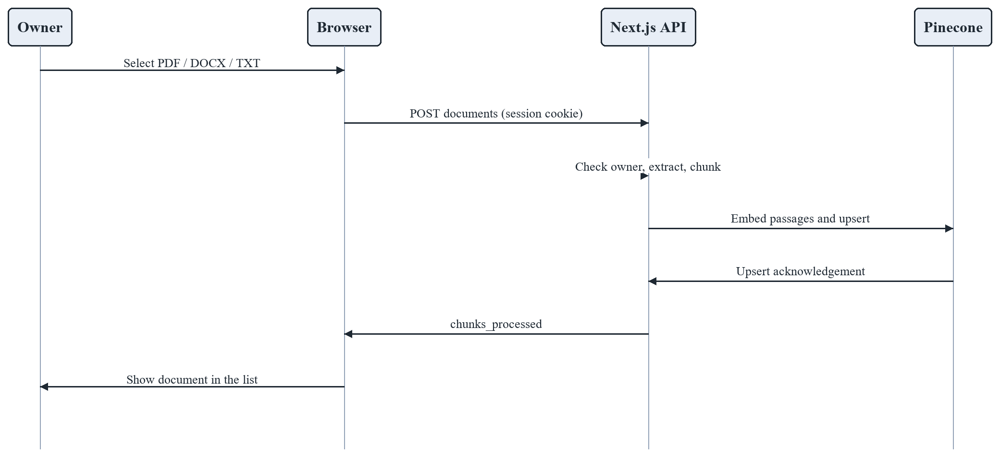 Owner
Browser
Next.js API
Pinecone
Select PDF / DOCX / TXT
POST documents (session cookie)
Check owner, extract, chunk
Embed passages and upsert
Upsert acknowledgement
chunks_processed
Show document in the list